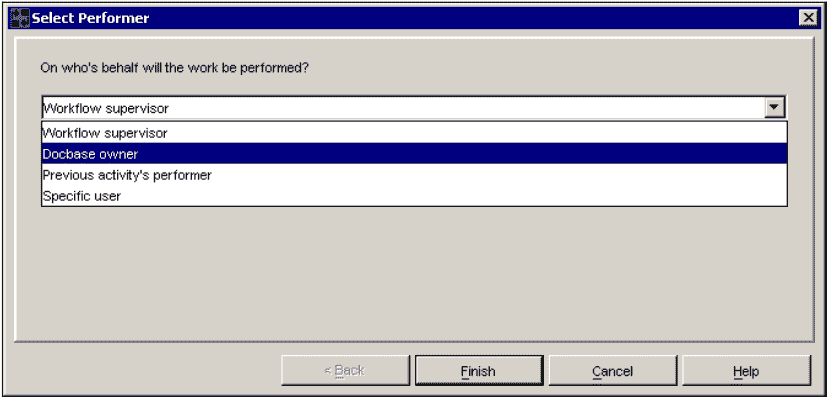 Select Performer
On who's behalf will the work be performed?
Workflow supervisor
Workflow supervisor
Docbase owner
Previous activity's performer
Specific user
< Back Finish Cancel Help